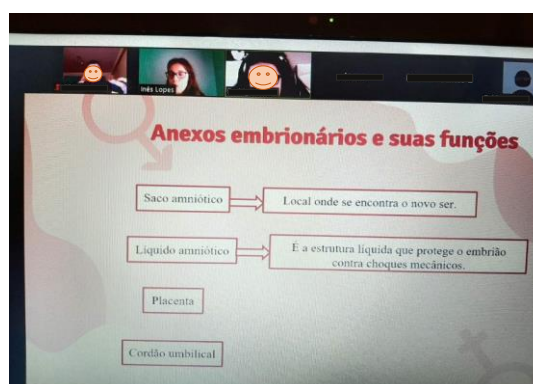 Inês Lopes
Anexos embrionários e suas funções
Saco amniótico
Local onde se encontra o novo ser.
Líquido amniótico
É a estrutura líquida que protege o embrião
contra choques mecânicos.
Placenta
Cordão umbilical